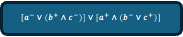 [a⁻ ∨ (b⁺ ∧ c⁻)] ∨ [a⁺ ∧ (b⁻ ∨ c⁺)]